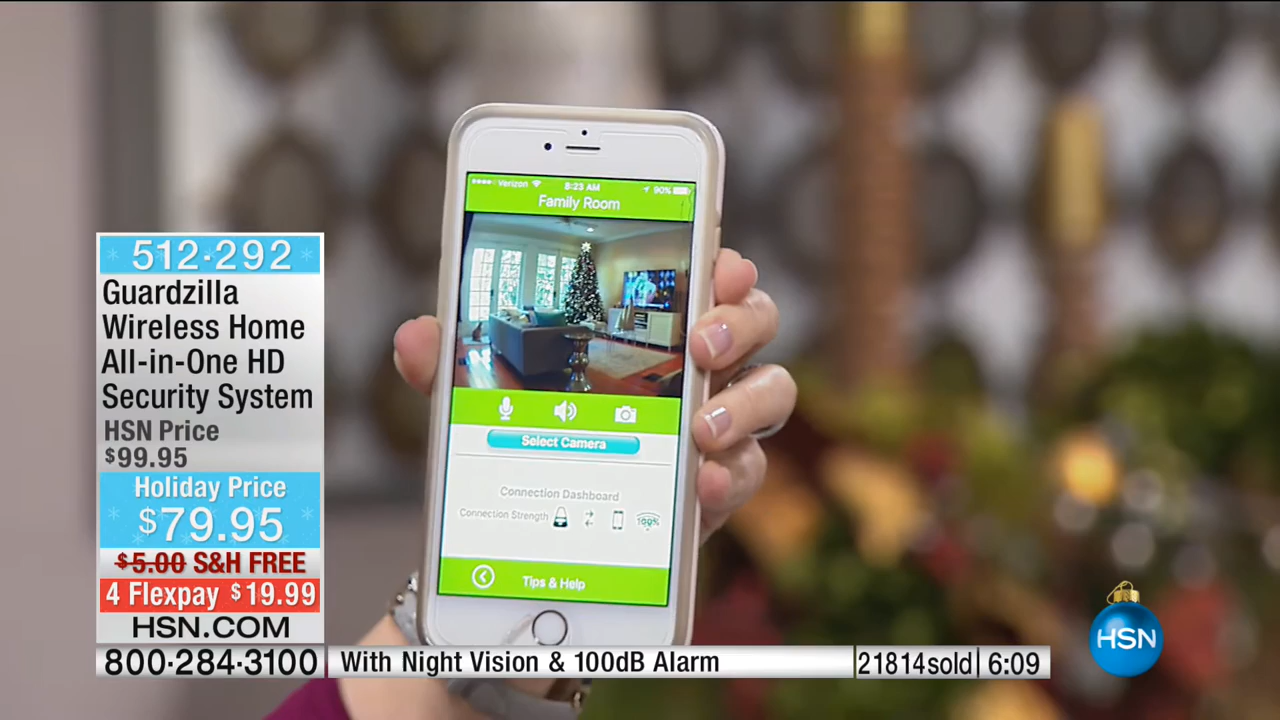 Verizon 8:23 AM 90%
Family Room
Select Camera
Connection Dashboard
Connection Strength 100%
Tips & Help
512-292
Guardzilla
Wireless Home
All-in-One HD
Security System
HSN Price
$99.95
Holiday Price
$79.95
$5.00 S&H FREE
4 Flexpay $19.99
HSN.COM
800-284-3100 With Night Vision & 100dB Alarm 21814sold 6:09
HSN